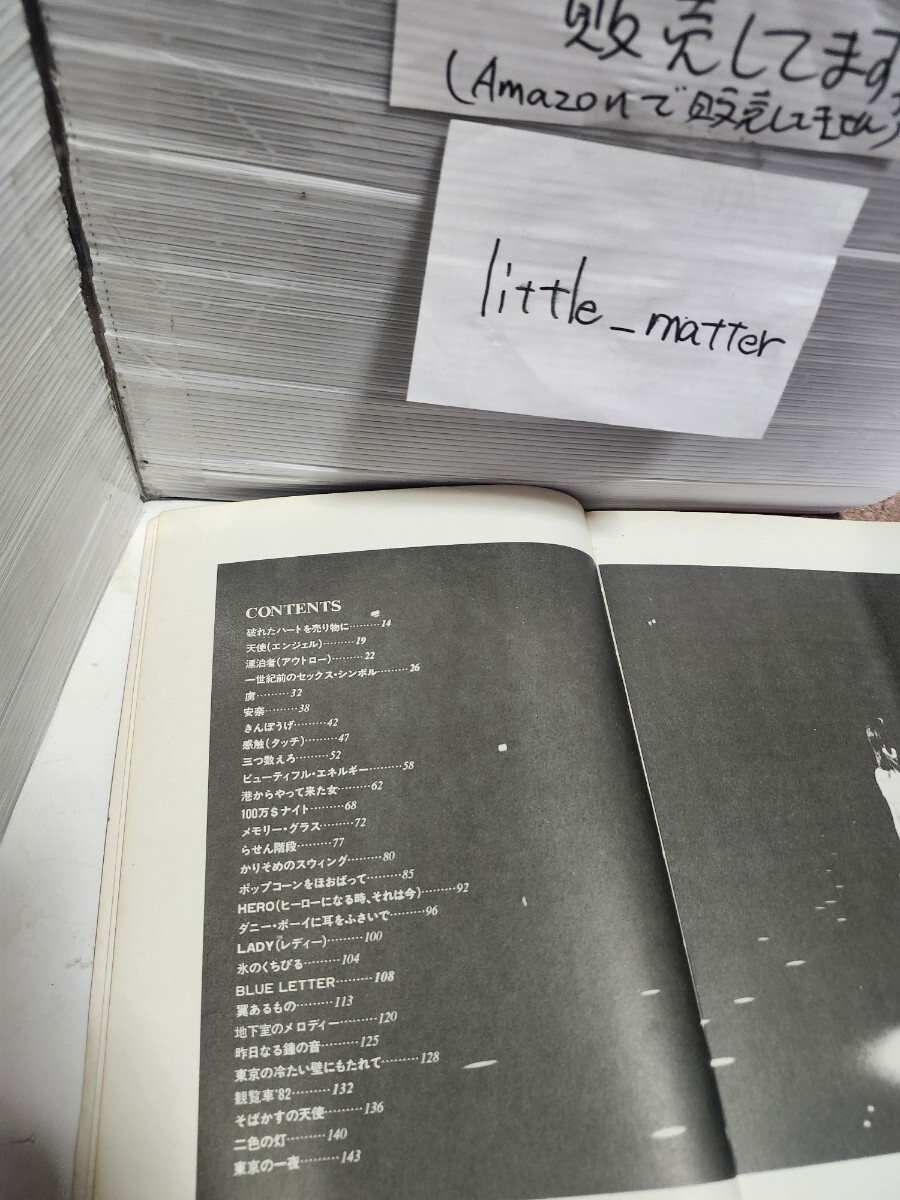 販売してます
(Amazonで販売してません)
little_matter
CONTENTS
破れたハートを売り物に………14
天使(エンジェル)………19
漂泊者(アウトロー)………22
一世紀前のセックス・シンボル………26
虜………32
安奈………38
きんぽうげ………42
感触(タッチ)………47
三つ数えろ………52
ビューティフル・エネルギー………58
港からやって来た女………62
100万$ナイト………68
メモリー・グラス………72
らせん階段………77
かりそめのスウィング………80
ポップコーンをほおばって………85
HERO(ヒーローになる時、それは今)………92
ダニー・ボーイに耳をふさいで………96
LADY(レディー)………100
氷のくちびる………104
BLUE LETTER………108
翼あるもの………113
地下室のメロディー………120
昨日なる鐘の音………125
東京の冷たい壁にもたれて………128
観覧車'82………132
そばかすの天使………136
二色の灯………140
東京の一夜………143